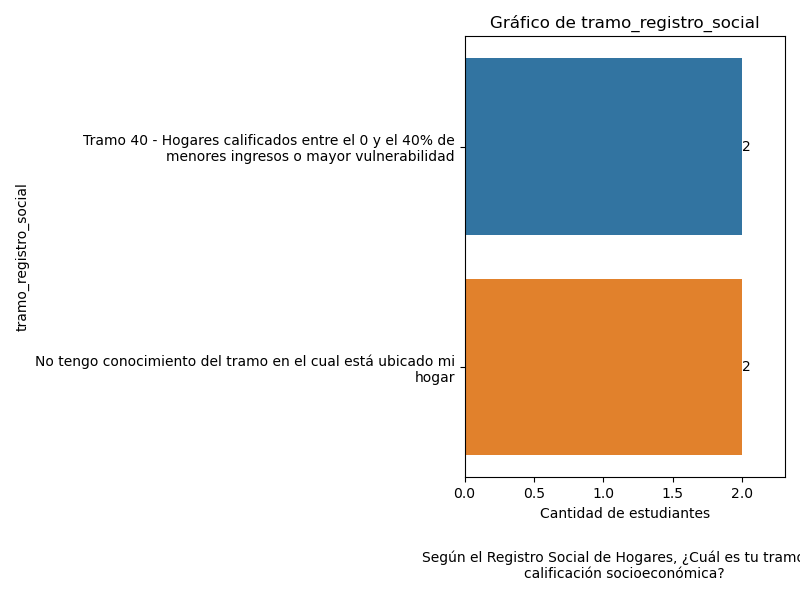 Gráfico de tramo_registro_social
Tramo 40 - Hogares calificados entre el 0 y el 40% de
menores ingresos o mayor vulnerabilidad
2
tramo_registro_social
No tengo conocimiento del tramo en el cual está ubicado mi
hogar
2
0.0 0.5 1.0 1.5 2.0
Cantidad de estudiantes
Según el Registro Social de Hogares, ¿Cuál es tu tramo
calificación socioeconómica?